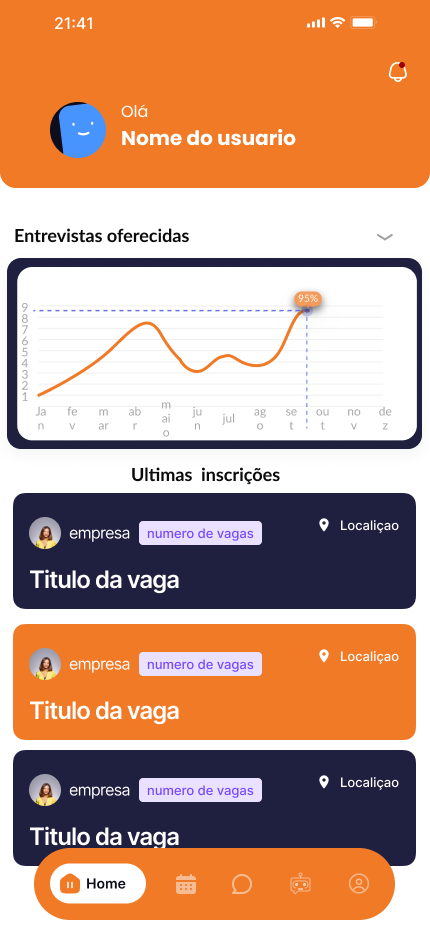 21:41
Olá
Nome do usuario
Entrevistas oferecidas
95%
9
8
7
6
5
4
3
2
1
Ja
n
fe
v
m
ar
ab
r
m
ai
o
ju
n
jul
ag
o
se
t
ou
t
no
v
de
z
Ultimas inscrições
empresa numero de vagas Localiçao
Titulo da vaga
empresa numero de vagas Localiçao
Titulo da vaga
empresa numero de vagas Localiçao
Titulo da vaga
Home